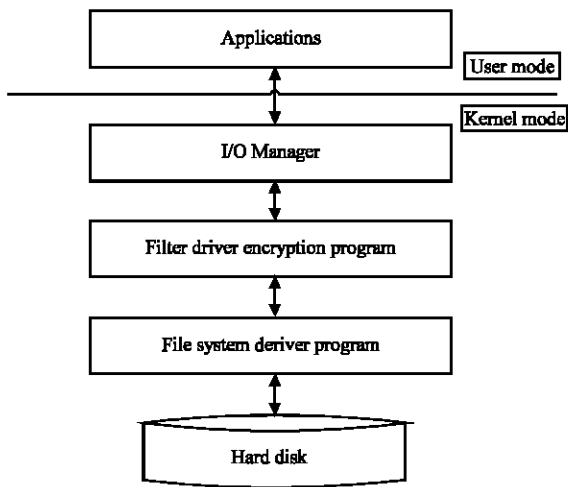 Applications
User mode
Kernel mode
I/O Manager
Filter driver encryption program
File system deriver program
Hard disk